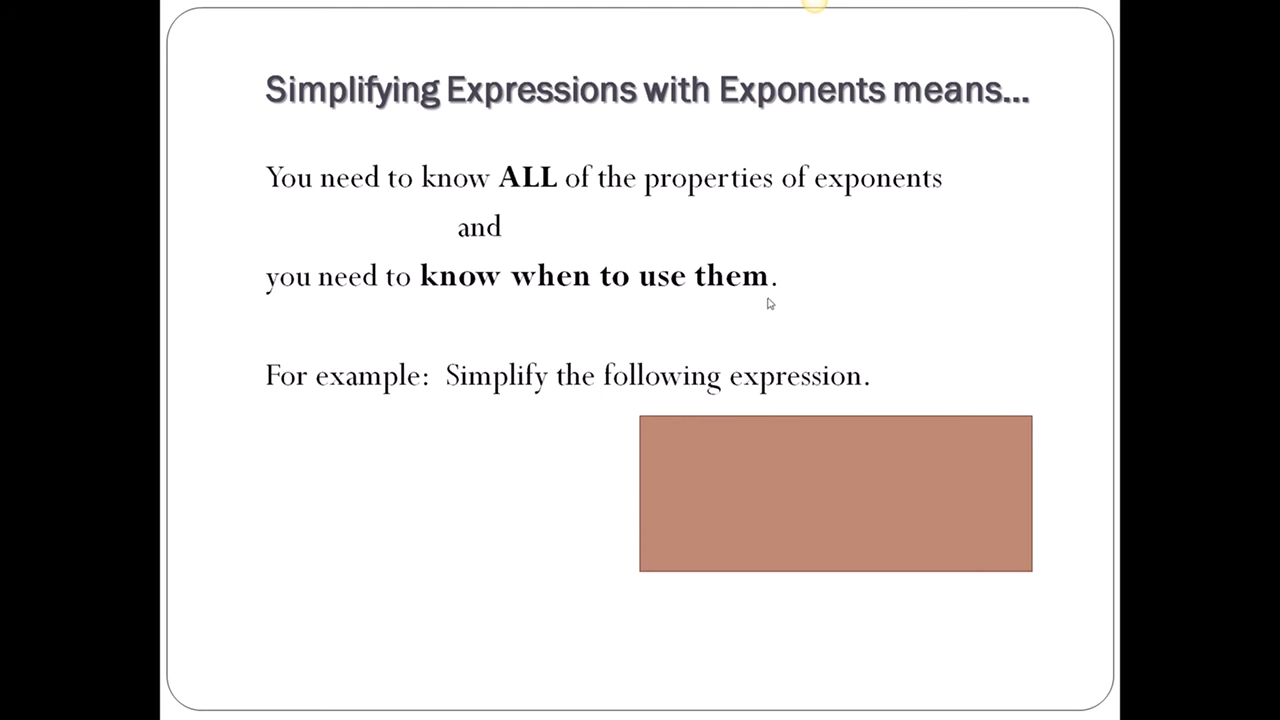 Simplifying Expressions with Exponents means...
You need to know ALL of the properties of exponents
and
you need to know when to use them.
For example: Simplify the following expression.